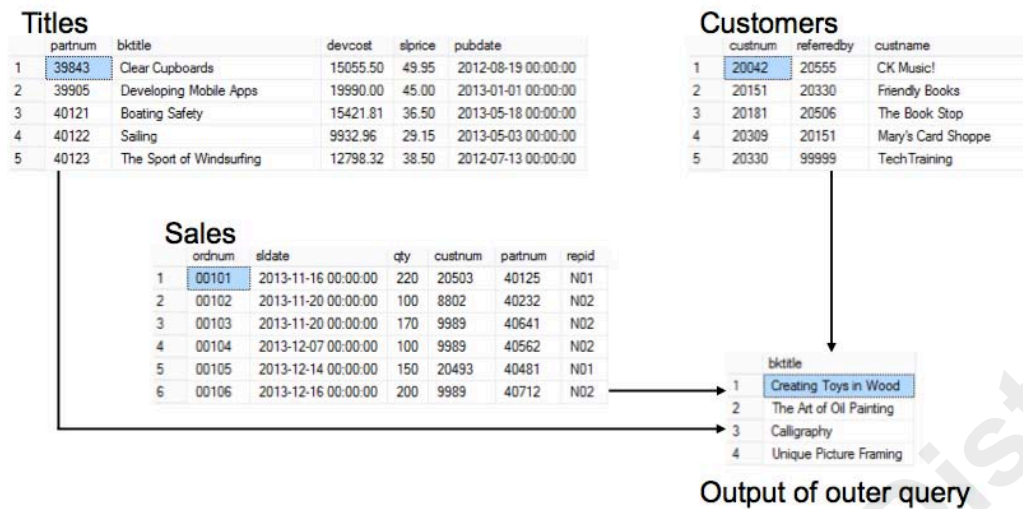 Titles
partnum bktitle devcost slprice pubdate
1 39843 Clear Cupboards 15055.50 49.95 2012-08-19 00:00:00
2 39905 Developing Mobile Apps 19990.00 45.00 2013-01-01 00:00:00
3 40121 Boating Safety 15421.81 36.50 2013-05-18 00:00:00
4 40122 Sailing 9932.96 29.15 2013-05-03 00:00:00
5 40123 The Sport of Windsurfing 12798.32 38.50 2012-07-13 00:00:00
Customers
custnum referredby custname
1 20042 20555 CK Music!
2 20151 20330 Friendly Books
3 20181 20506 The Book Stop
4 20309 20151 Mary's Card Shoppe
5 20330 99999 TechTraining
Sales
ordnum sldate qty custnum partnum repid
1 00101 2013-11-16 00:00:00 220 20503 40125 N01
2 00102 2013-11-20 00:00:00 100 8802 40232 N02
3 00103 2013-11-20 00:00:00 170 9989 40641 N02
4 00104 2013-12-07 00:00:00 100 9989 40562 N02
5 00105 2013-12-14 00:00:00 150 20493 40481 N01
6 00106 2013-12-16 00:00:00 200 9989 40712 N02
bktitle
1 Creating Toys in Wood
2 The Art of Oil Painting
3 Calligraphy
4 Unique Picture Framing
Output of outer query